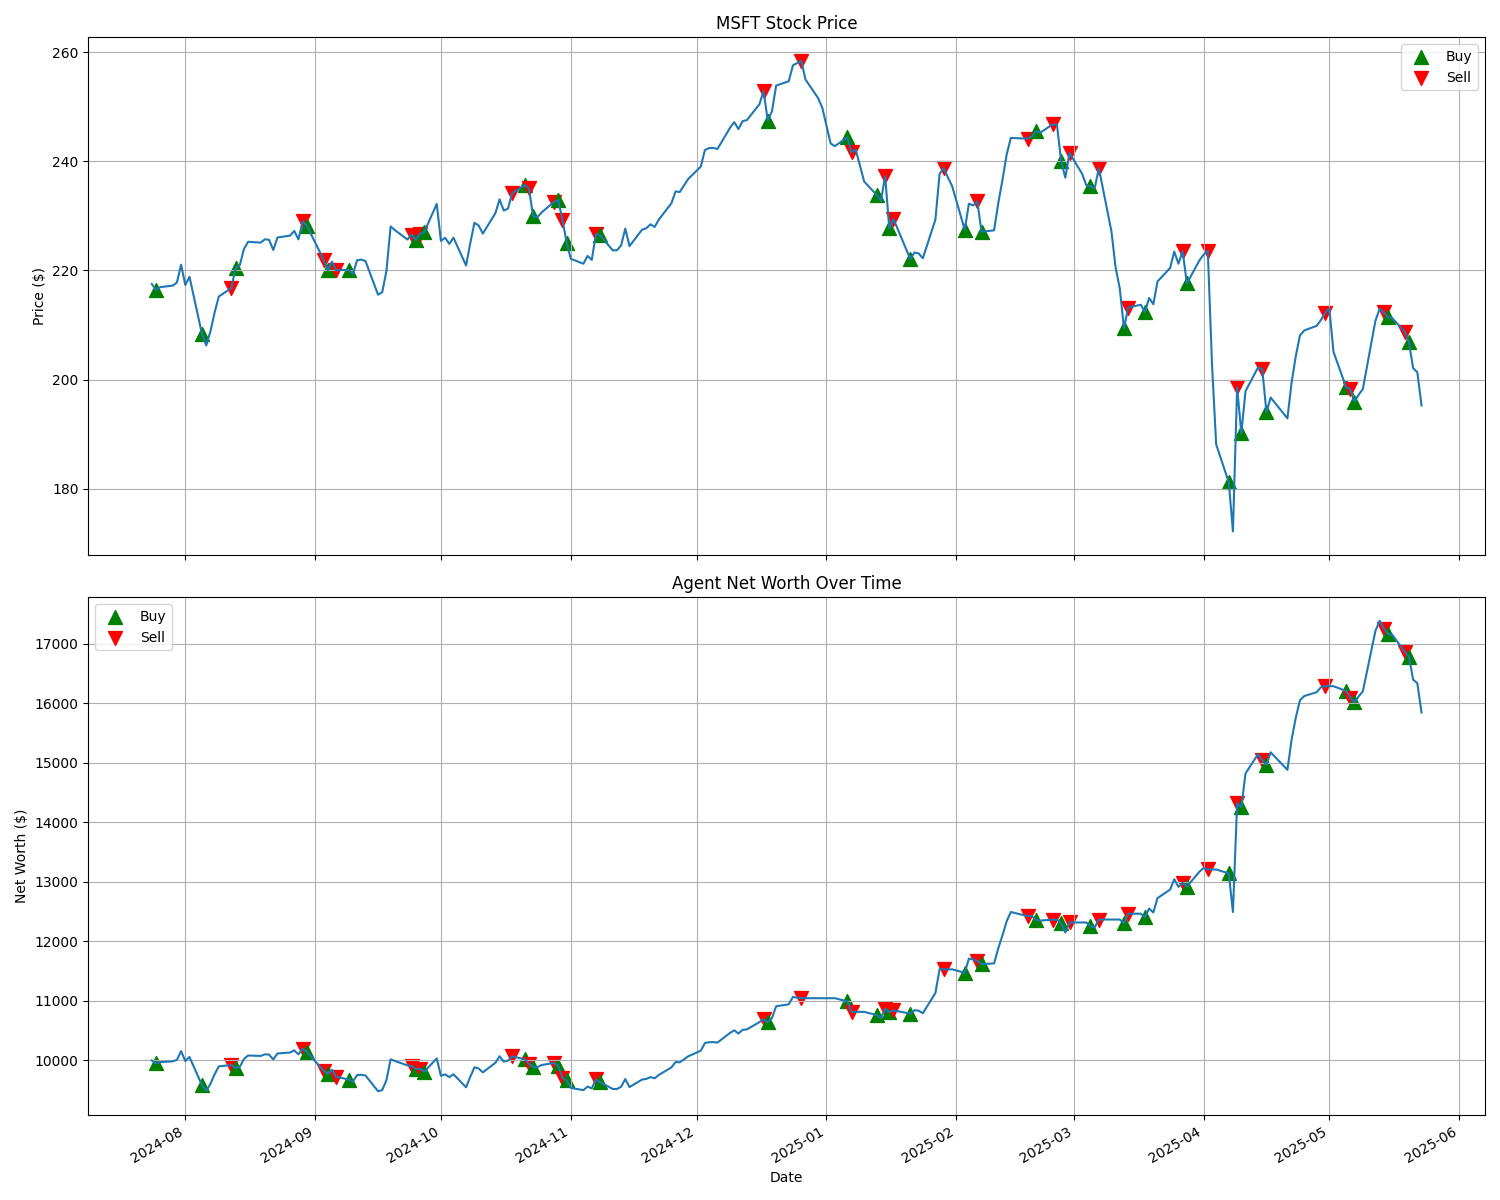 MSFT Stock Price
260
240
220
200
180
Price ($)
Buy
Sell
Agent Net Worth Over Time
Buy
Sell
17000
16000
15000
14000
13000
12000
11000
10000
Net Worth ($)
2024-08
2024-09
2024-10
2024-11
2024-12
2025-01
2025-02
2025-03
2025-04
2025-05
2025-06
Date